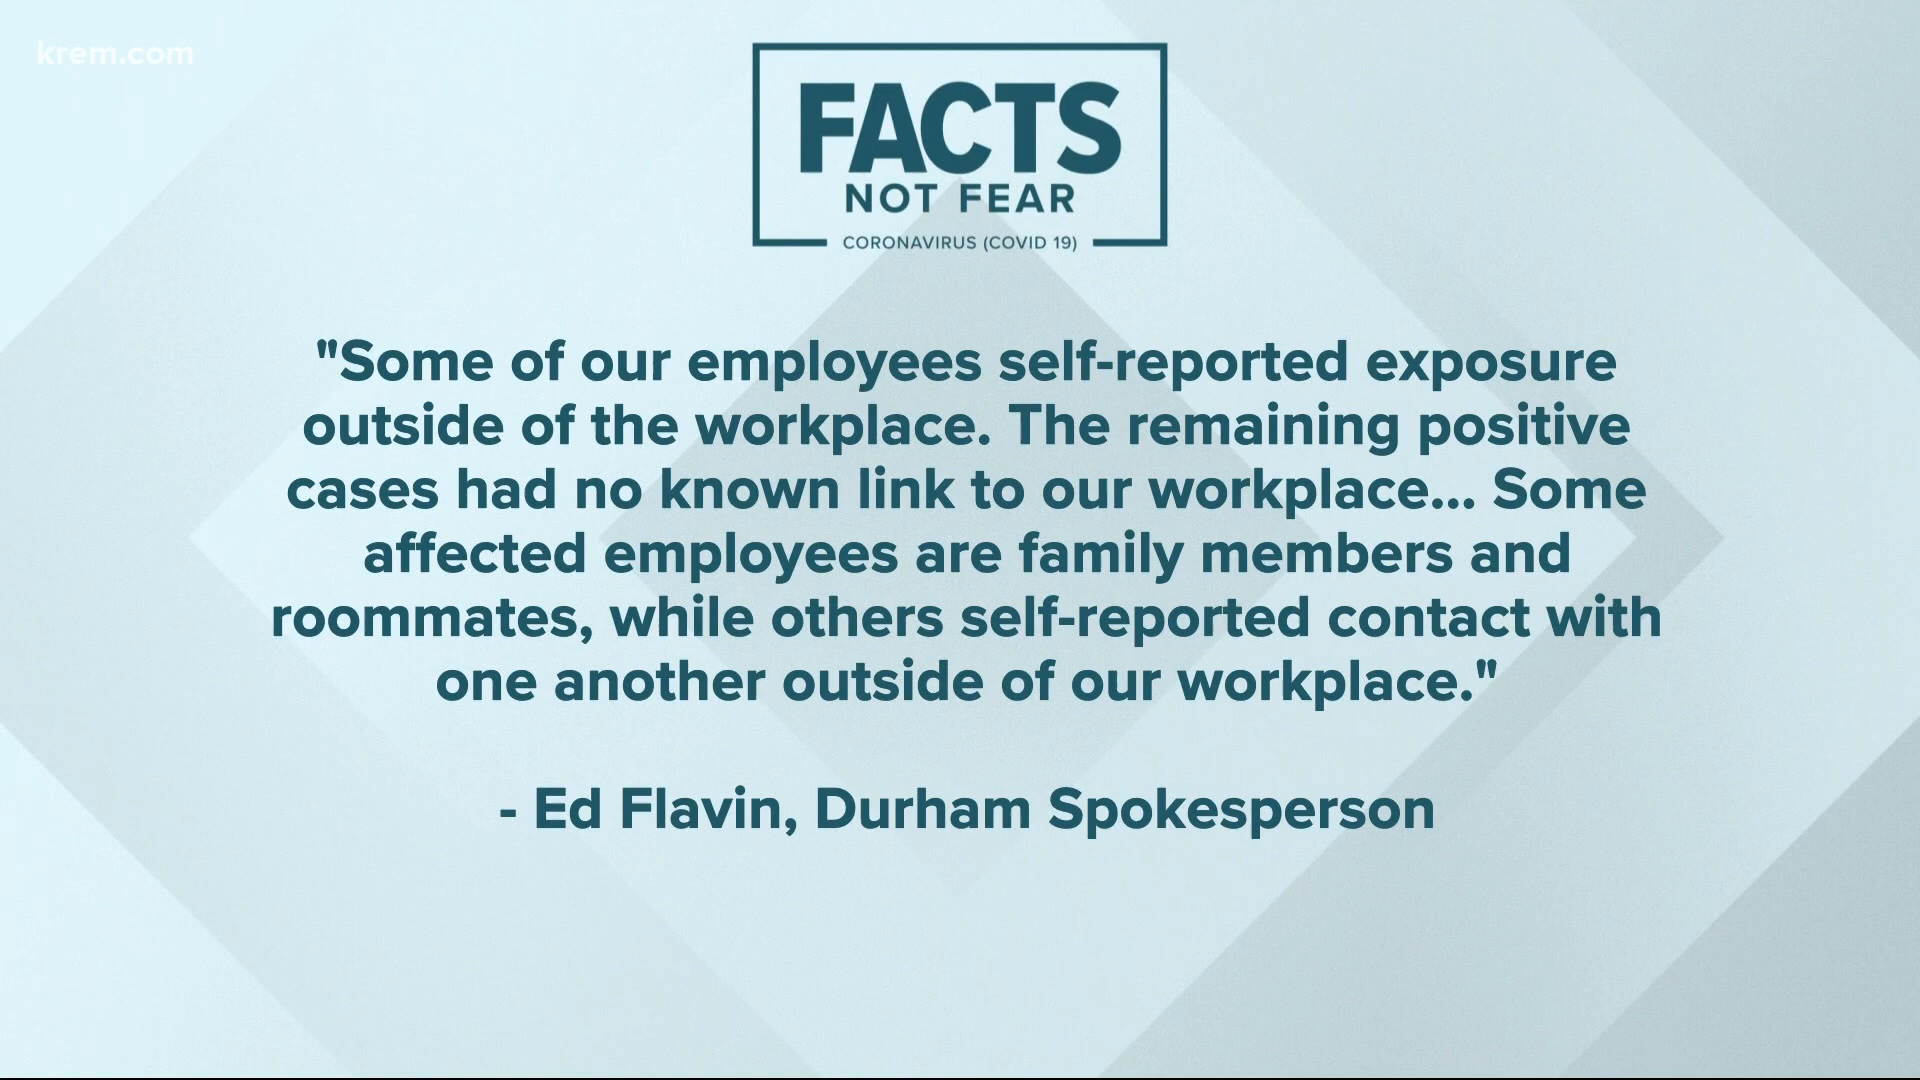 krem.com
FACTS
NOT FEAR
CORONAVIRUS (COVID 19)
"Some of our employees self-reported exposure
outside of the workplace. The remaining positive
cases had no known link to our workplace... Some
affected employees are family members and
roommates, while others self-reported contact with
one another outside of our workplace."
- Ed Flavin, Durham Spokesperson